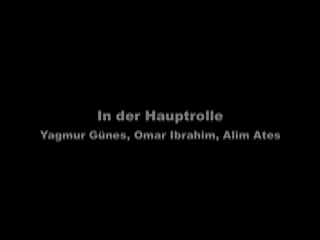 In der Hauptrolle
Yagmur Günes, Omar Ibrahim, Alim Ates